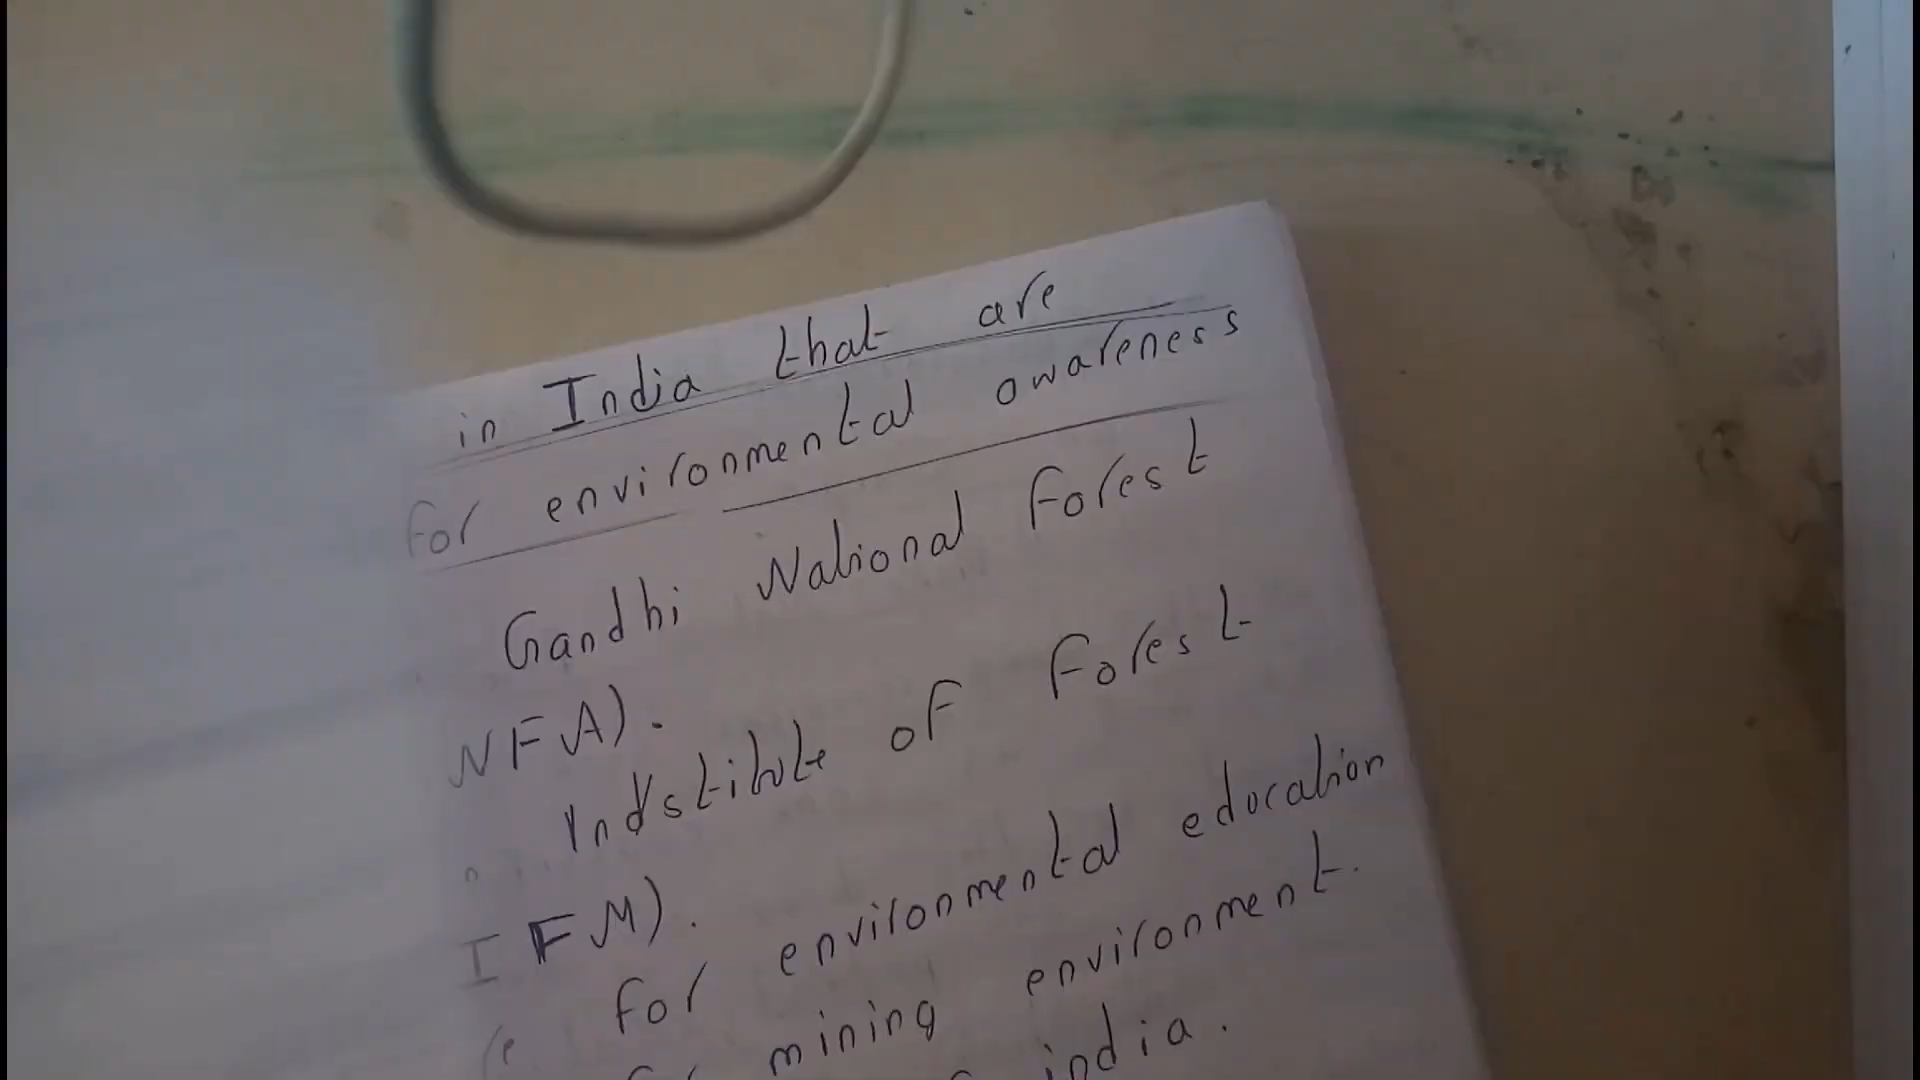 in India that are
for environmental awareness
Gandhi National Forest
NFA).
Indstitute of Forest
IFM).
for environmental education
mining environment.
india.